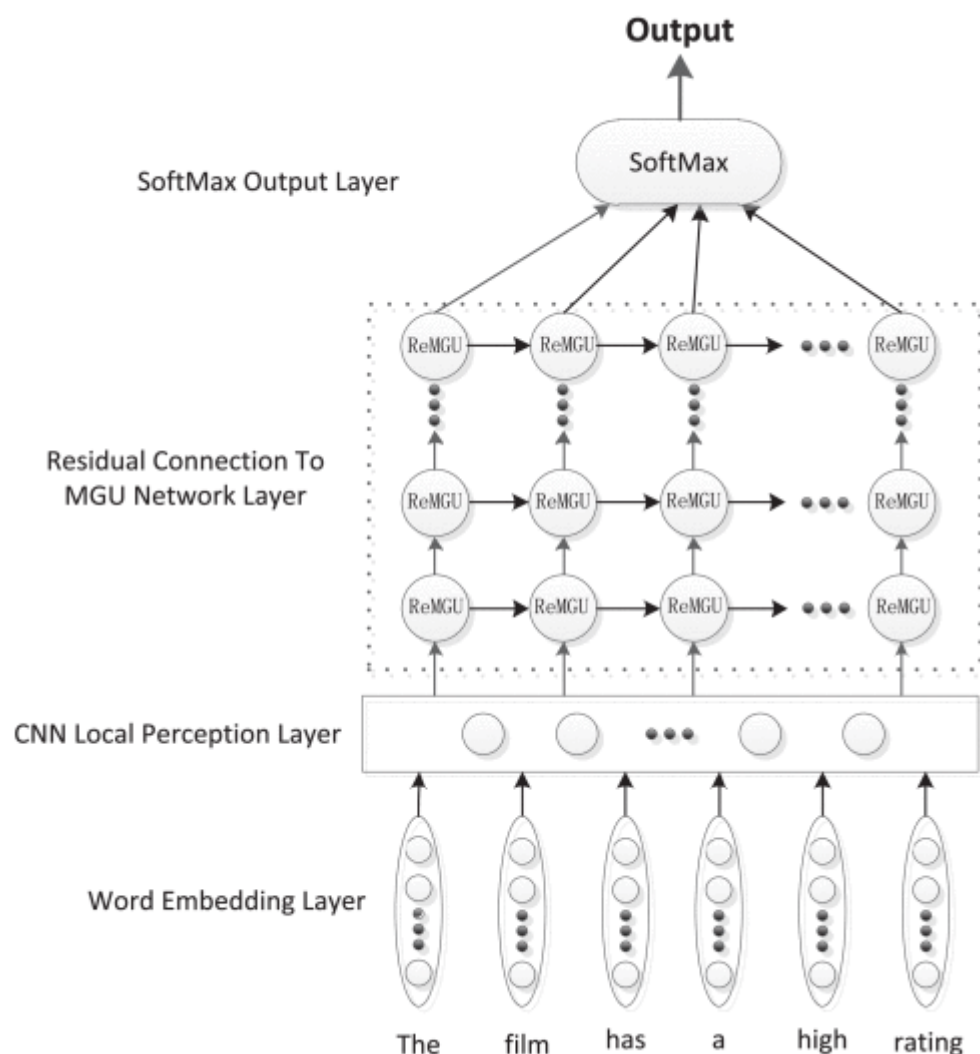 Output
SoftMax
SoftMax Output Layer
ReMGU ReMGU ReMGU ReMGU
Residual Connection To
MGU Network Layer
ReMGU ReMGU ReMGU ReMGU
ReMGU ReMGU ReMGU ReMGU
CNN Local Perception Layer
Word Embedding Layer
The film has a high rating